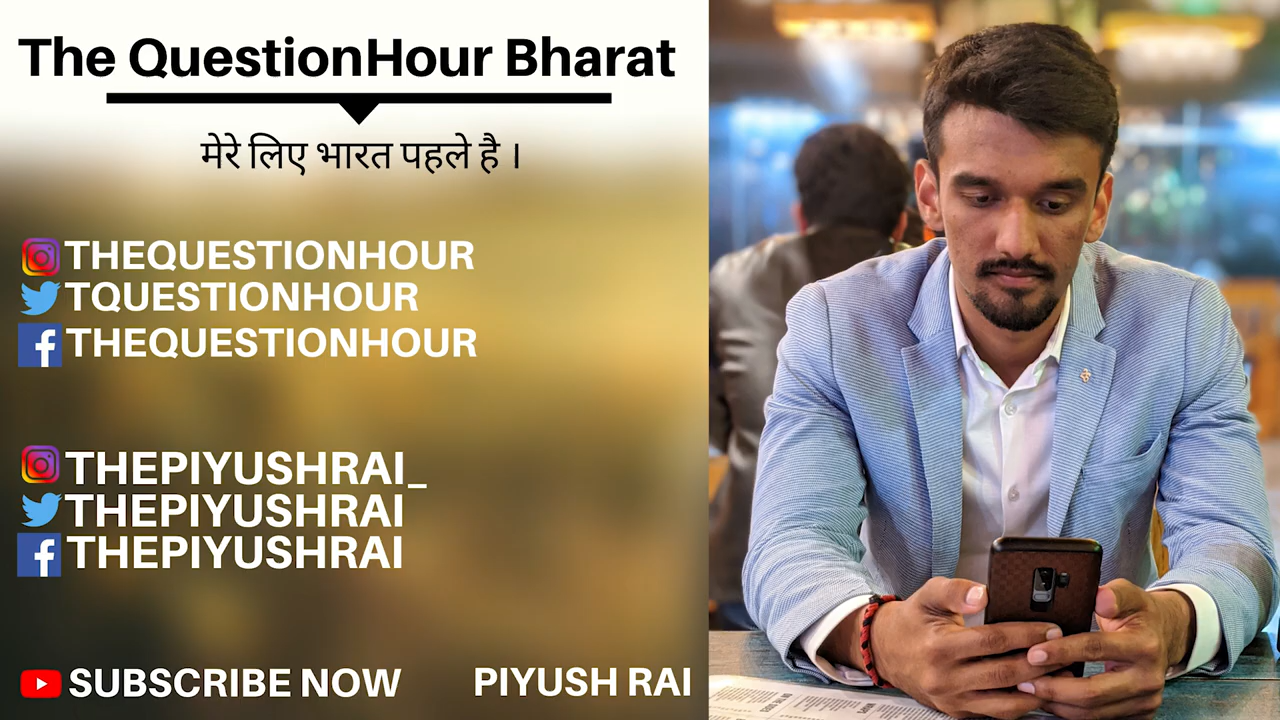 The QuestionHour Bharat
मेरे लिए भारत पहले है ।
THEQUESTIONHOUR
TQUESTIONHOUR
THEQUESTIONHOUR
THEPIYUSHRAI_
THEPIYUSHRAI
THEPIYUSHRAI
SUBSCRIBE NOW
PIYUSH RAI